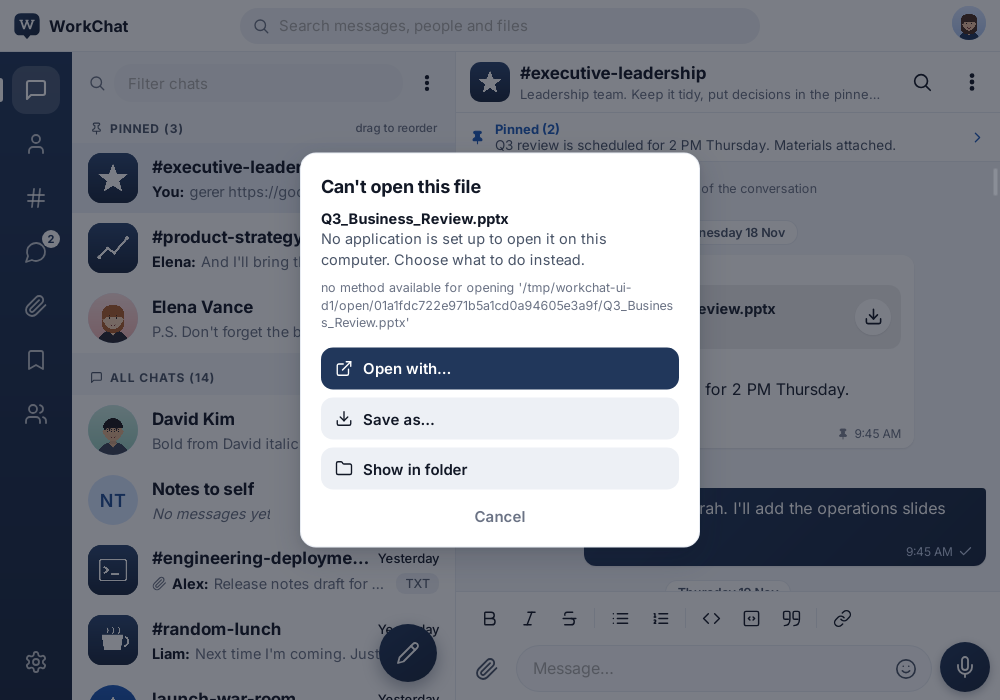 WorkChat
Search messages, people and files
Filter chats
PINNED (3)
drag to reorder
#executive-leader
You: gerer https://goo
#product-strategy
Elena: And I'll bring t
Elena Vance
P.S. Don't forget the b
ALL CHATS (14)
David Kim
Bold from David italic
NT
Notes to self
No messages yet
#engineering-deployme... Yesterday
Alex: Release notes draft for ... TXT
#random-lunch
Liam: Next time I'm coming. Just
launch-war-room Yesterday
2
#executive-leadership
Leadership team. Keep it tidy, put decisions in the pinne...
Pinned (2)
Q3 review is scheduled for 2 PM Thursday. Materials attached.
of the conversation
nesday 18 Nov
eview.pptx
for 2 PM Thursday.
9:45 AM
rah. I'll add the operations slides
9:45 AM
Thursday 19 Nov
Message...
Can't open this file
Q3_Business_Review.pptx
No application is set up to open it on this
computer. Choose what to do instead.
no method available for opening '/tmp/workchat-ui-
d1/open/01a1fdc722e971b5a1cd0a94605e3a9f/Q3_Busines
s_Review.pptx'
Open with...
Save as...
Show in folder
Cancel